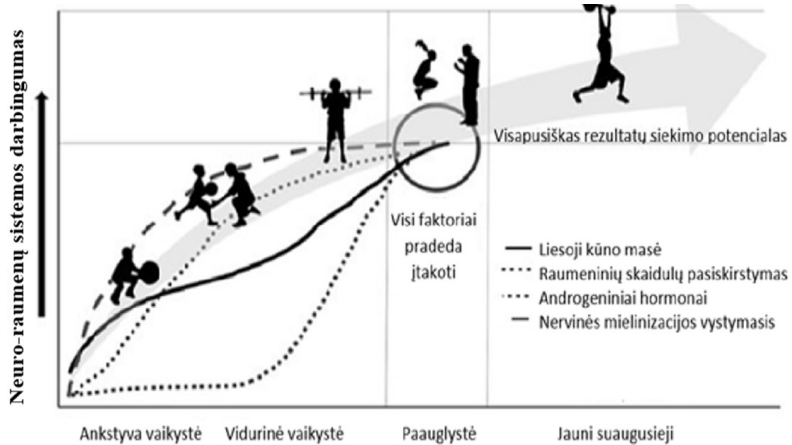 Neuro-raumenų sistemos darbingumas
Visapusiškas rezultatų siekimo potencialas
Visi faktoriai
pradeda
įtakoti
Liesoji kūno masė
Raumeninių skaidulų pasiskirstymas
Androgeniniai hormonai
Nervinės mielinizacijos vystymasis
Ankstyva vaikystė
Vidurinė vaikystė
Paauglystė
Jauni suaugusieji